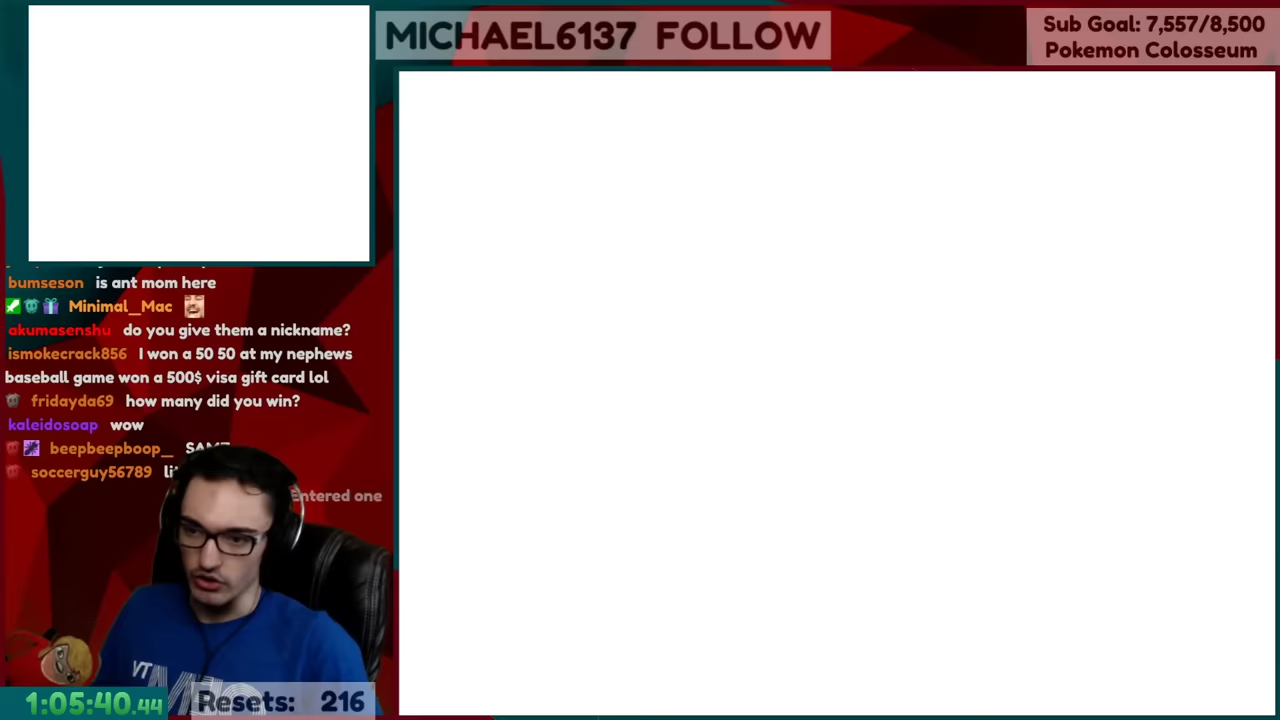 MICHAEL6137 FOLLOW
Sub Goal: 7,557/8,500
Pokemon Colosseum
bumseson is ant mom here
Minimal_Mac
akumasenshu do you give them a nickname?
ismokecrack856 I won a 50 50 at my nephews
baseball game won a 500$ visa gift card lol
fridayda69 how many did you win?
kaleidosoap wow
beepbeepboop_
soccerguy56789
Entered one
YT
1:05:40.44
Resets: 216